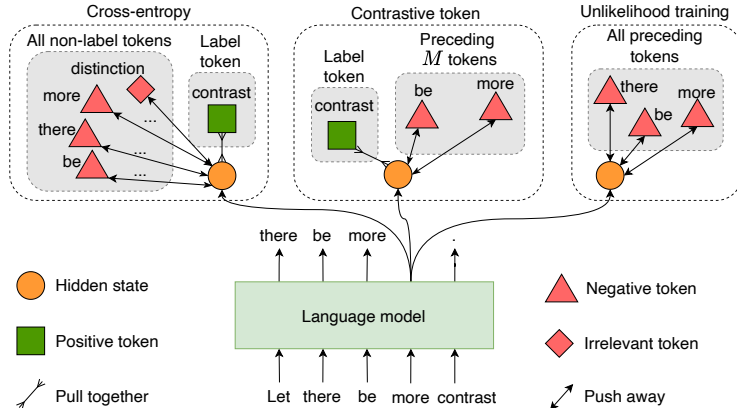 Cross-entropy
Contrastive token
Unlikelihood training
All non-label tokens
Label
token
distinction
contrast
more
...
there
...
be
...
Label
token
contrast
Preceding
M tokens
be
more
All preceding
tokens
there
be
more
there be more .
Language model
Let there be more contrast
Hidden state
Positive token
Pull together
Negative token
Irrelevant token
Push away